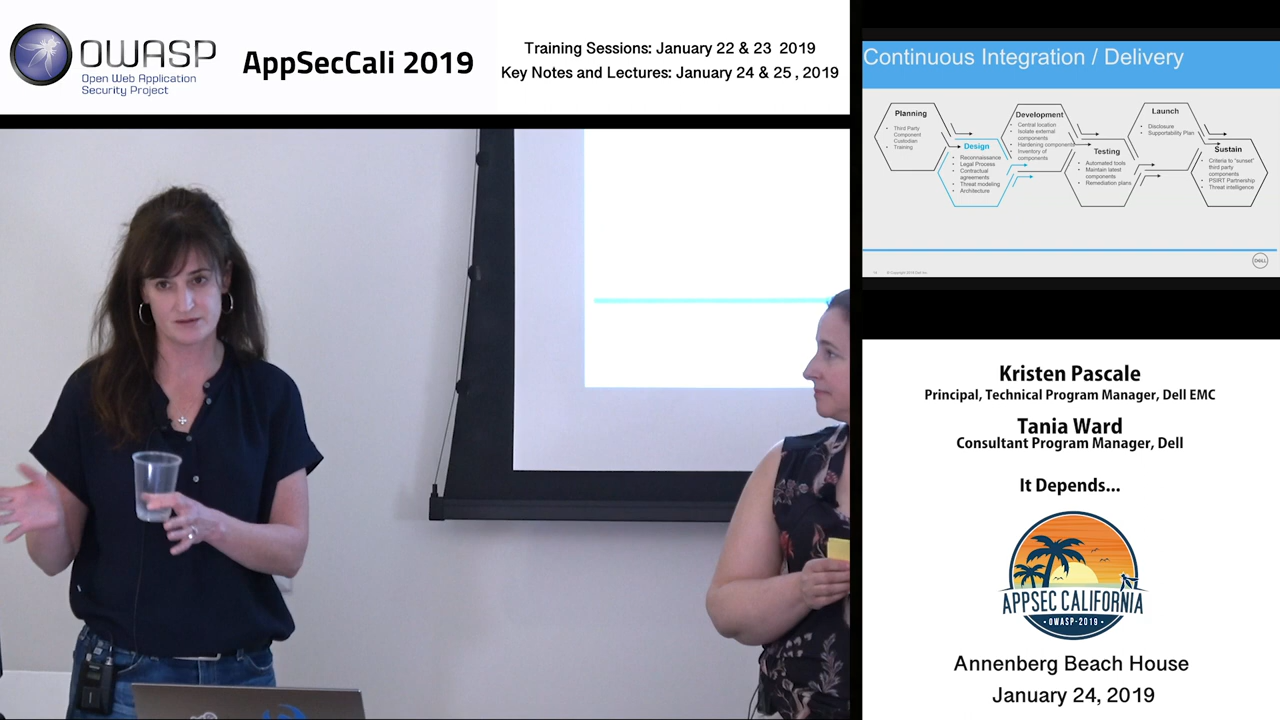 OWASP
Open Web Application
Security Project
AppSecCali 2019
Training Sessions: January 22 & 23 2019
Key Notes and Lectures: January 24 & 25 , 2019
Continuous Integration / Delivery
Planning
• Third Party
Component
Custodian
• Training
Design
• Reconnaissance
• Legal Process
• Contractual
agreements
• Threat modeling
• Architecture
Development
• Central location
• Isolate external
components
• Hardening components
• Inventory of
components
Testing
• Automated tools
• Maintain latest
components
• Remediation plans
Launch
• Disclosure
• Supportability Plan
Sustain
• Criteria to "sunset"
third party
components
• PSIRT Partnership
• Threat intelligence
DELL
Kristen Pascale
Principal, Technical Program Manager, Dell EMC
Tania Ward
Consultant Program Manager, Dell
It Depends...
APPSEC CALIFORNIA
• OWASP-2019 •
Annenberg Beach House
January 24, 2019